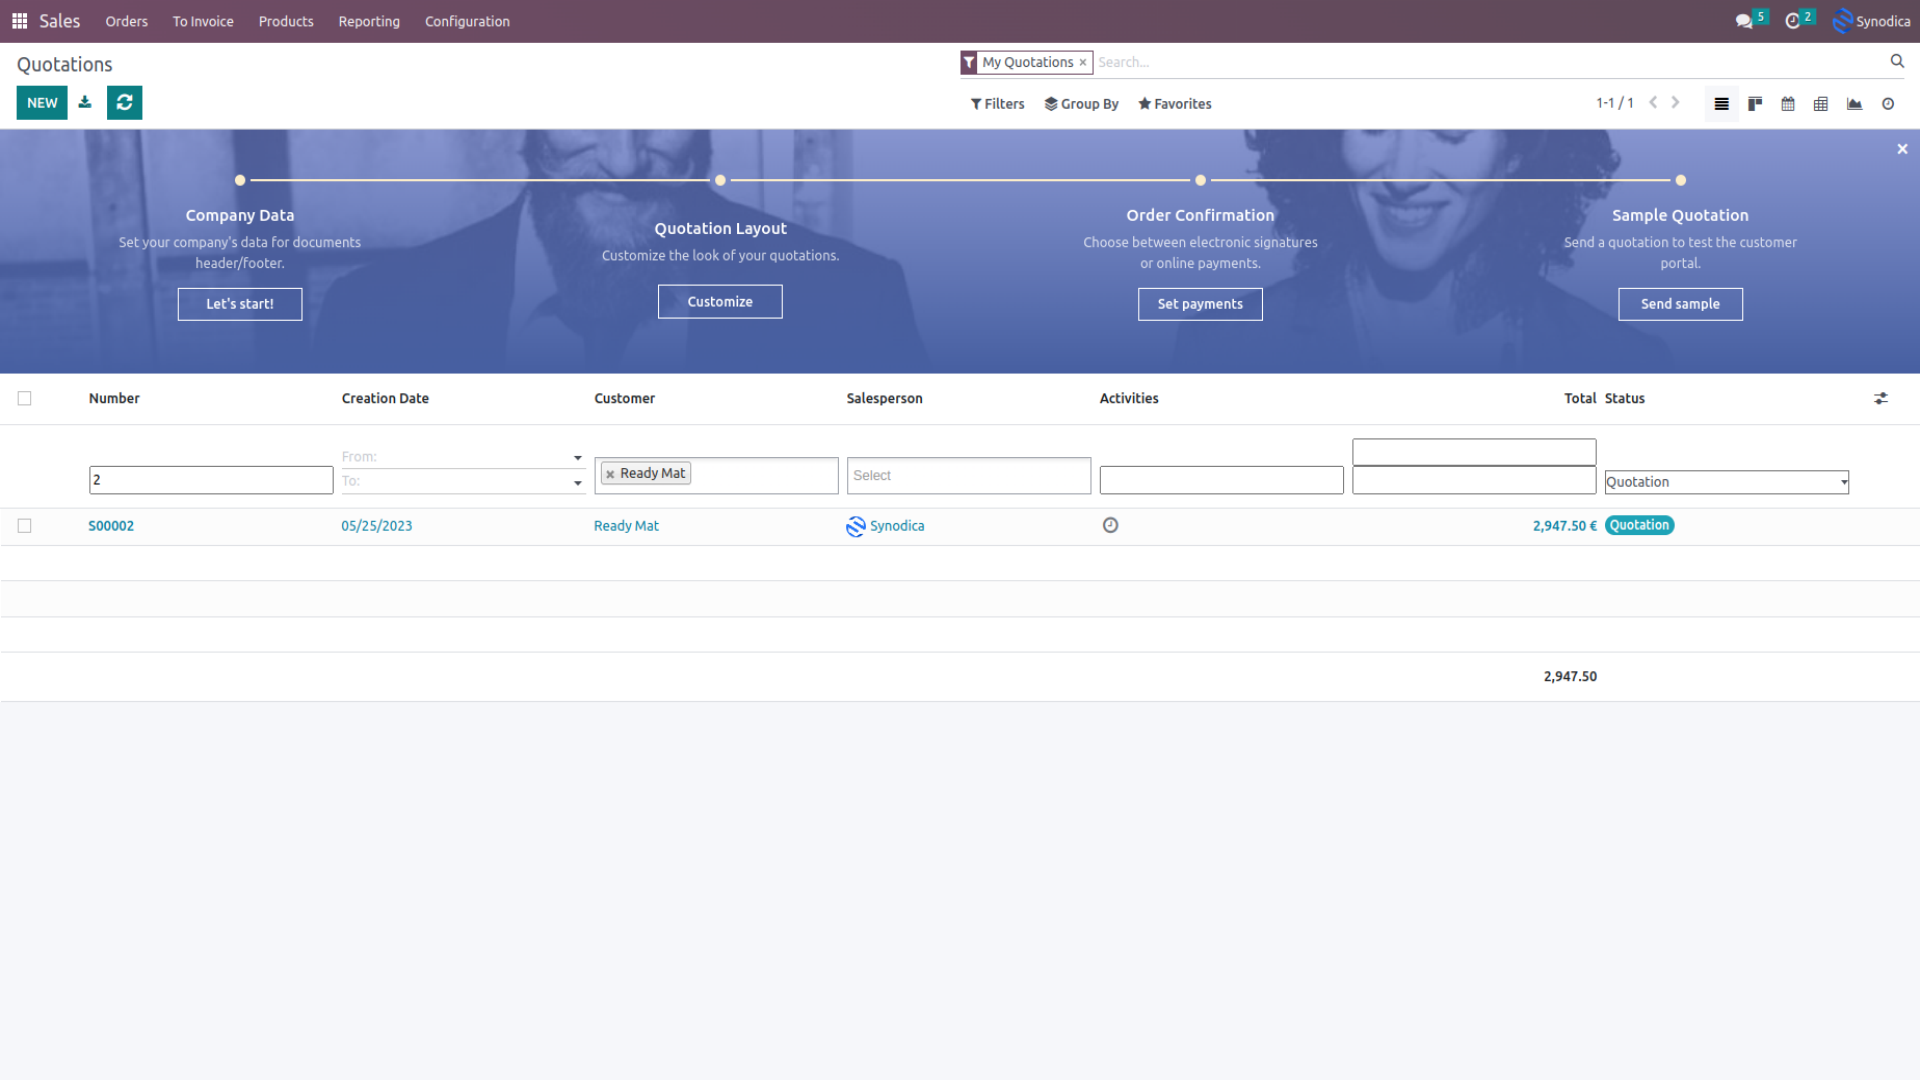 Sales Orders To Invoice Products Reporting Configuration 5 2 Synodica
Quotations
My Quotations × Search...
NEW
Filters Group By Favorites 1-1 / 1
×
Company Data
Set your company's data for documents
header/footer.
Let's start!
Quotation Layout
Customize the look of your quotations.
Customize
Order Confirmation
Choose between electronic signatures
or online payments.
Set payments
Sample Quotation
Send a quotation to test the customer
portal.
Send sample
Number Creation Date Customer Salesperson Activities Total Status
2
From:
To:
× Ready Mat
Select
Quotation
S00002 05/25/2023 Ready Mat Synodica 2,947.50 € Quotation
2,947.50